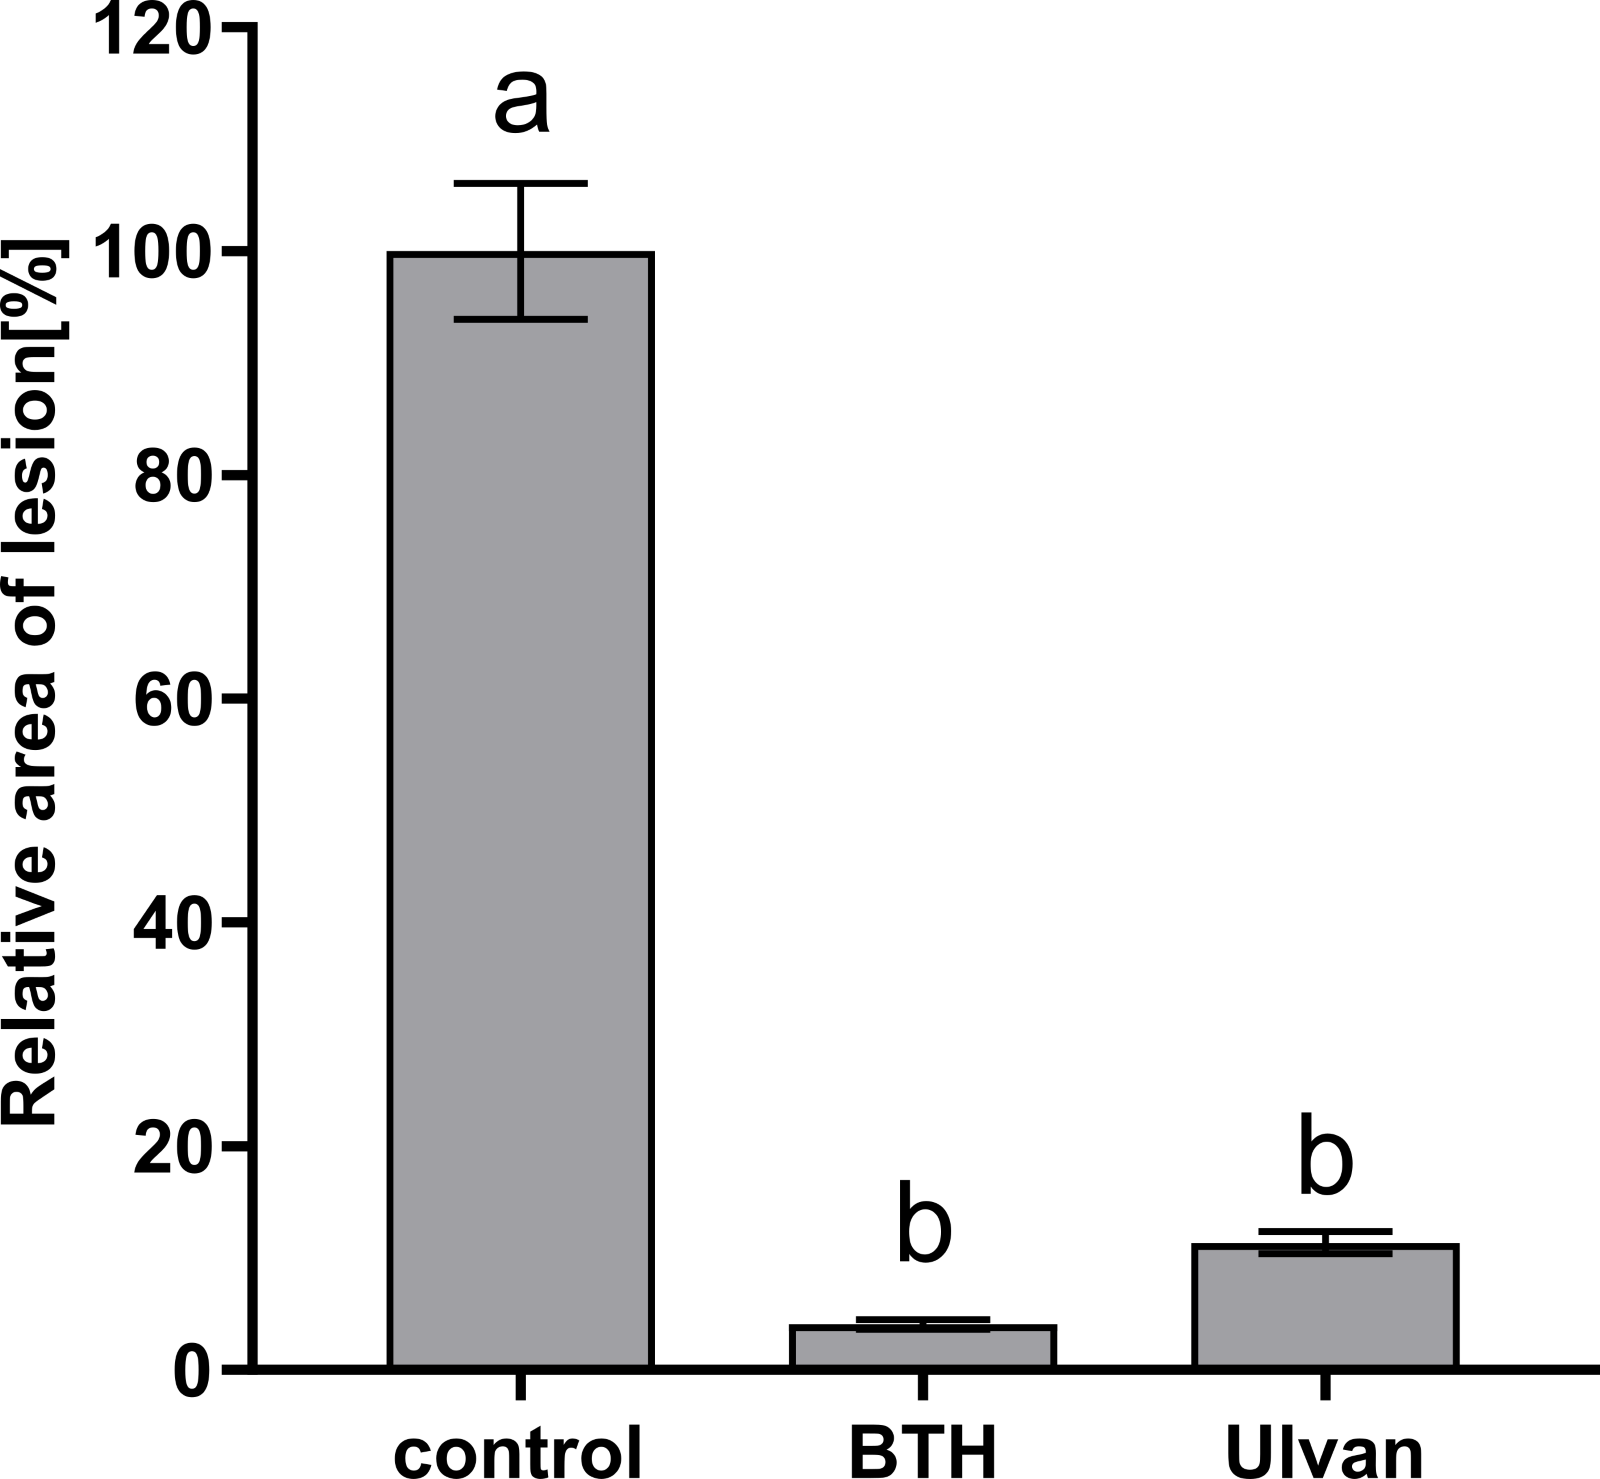 120
100
80
60
40
20
0
Relative area of lesion[%]
a
b
b
control
BTH
Ulvan